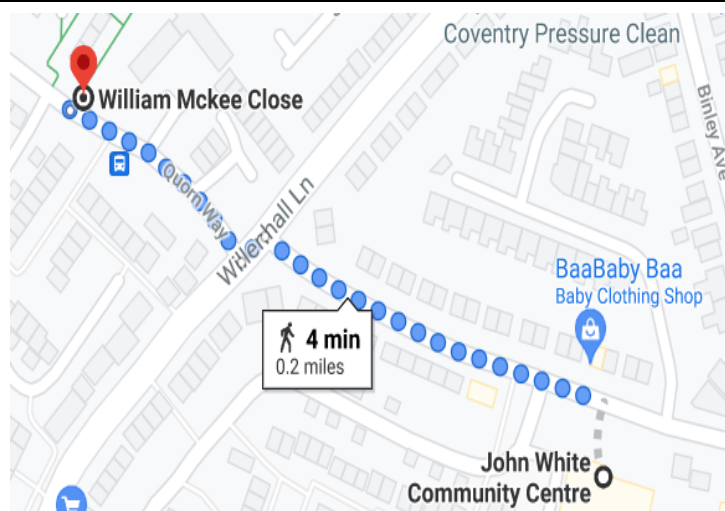 Coventry Pressure Clean
William Mckee Close
Binley Ave
Quorn Way
Willenhall Ln
BaaBaby Baa
Baby Clothing Shop
4 min
0.2 miles
John White
Community Centre